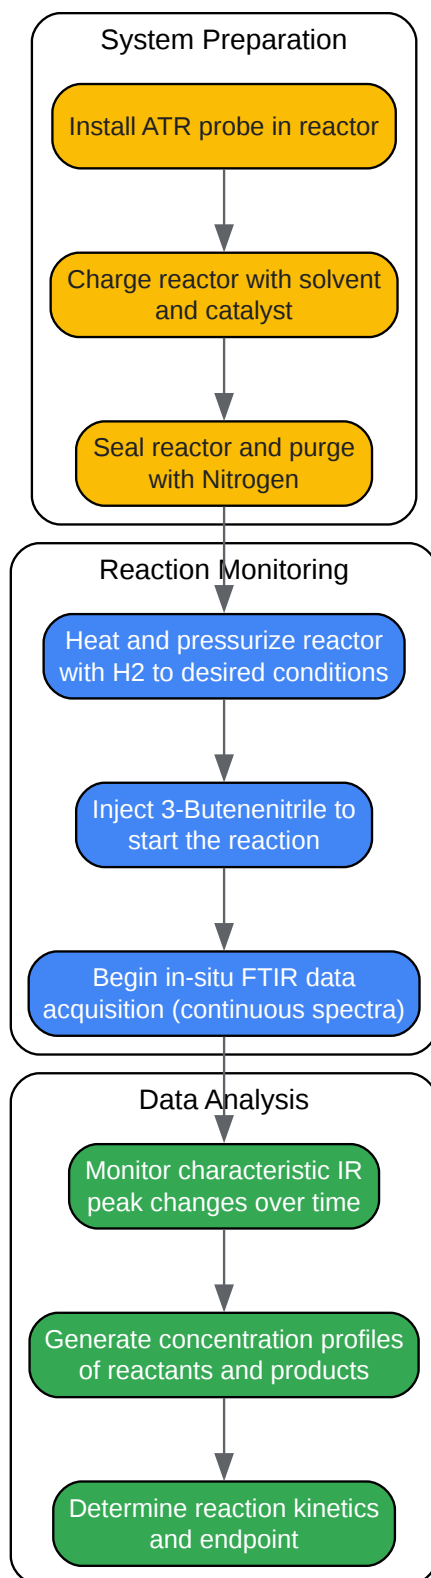 System Preparation
Install ATR probe in reactor
Charge reactor with solvent
and catalyst
Seal reactor and purge
with Nitrogen
Reaction Monitoring
Heat and pressurize reactor
with H2 to desired conditions
Inject 3-Butenenitrile to
start the reaction
Begin in-situ FTIR data
acquisition (continuous spectra)
Data Analysis
Monitor characteristic IR
peak changes over time
Generate concentration profiles
of reactants and products
Determine reaction kinetics
and endpoint